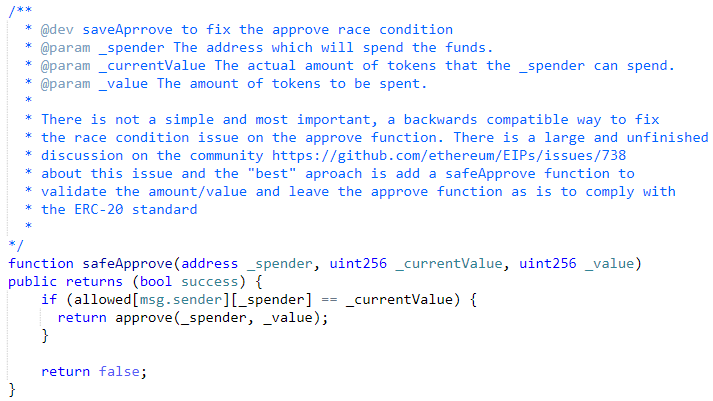 /**
* @dev saveAprrove to fix the approve race condition
* @param _spender The address which will spend the funds.
* @param _currentValue The actual amount of tokens that the _spender can spend.
* @param _value The amount of tokens to be spent.
*
* There is not a simple and most important, a backwards compatible way to fix
* the race condition issue on the approve function. There is a large and unfinished
* discussion on the community https://github.com/ethereum/EIPs/issues/738
* about this issue and the "best" aproach is add a safeApprove function to
* validate the amount/value and leave the approve function as is to comply with
* the ERC-20 standard
*
*/
function safeApprove(address _spender, uint256 _currentValue, uint256 _value)
public returns (bool success) {
if (allowed[msg.sender][_spender] == _currentValue) {
return approve(_spender, _value);
}
return false;
}